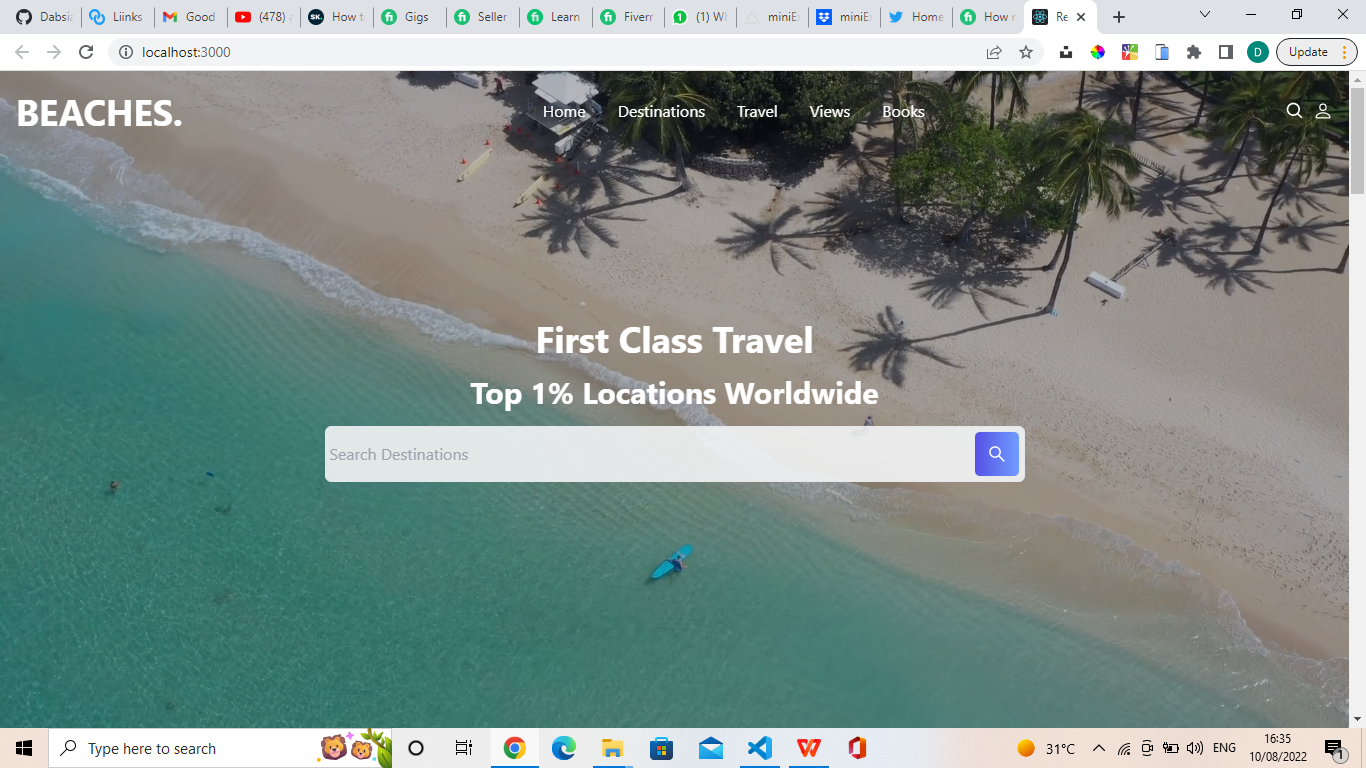 Dabsi
Liinks
Good
(478) a
SK.
How t
Gigs
Seller
Learn
Fiverr
1
(1) W
miniE
miniE
Home
How
Re
localhost:3000
D
Update
BEACHES.
Home
Destinations
Travel
Views
Books
First Class Travel
Top 1% Locations Worldwide
Search Destinations
Type here to search
31°C
ENG
16:35
10/08/2022
1